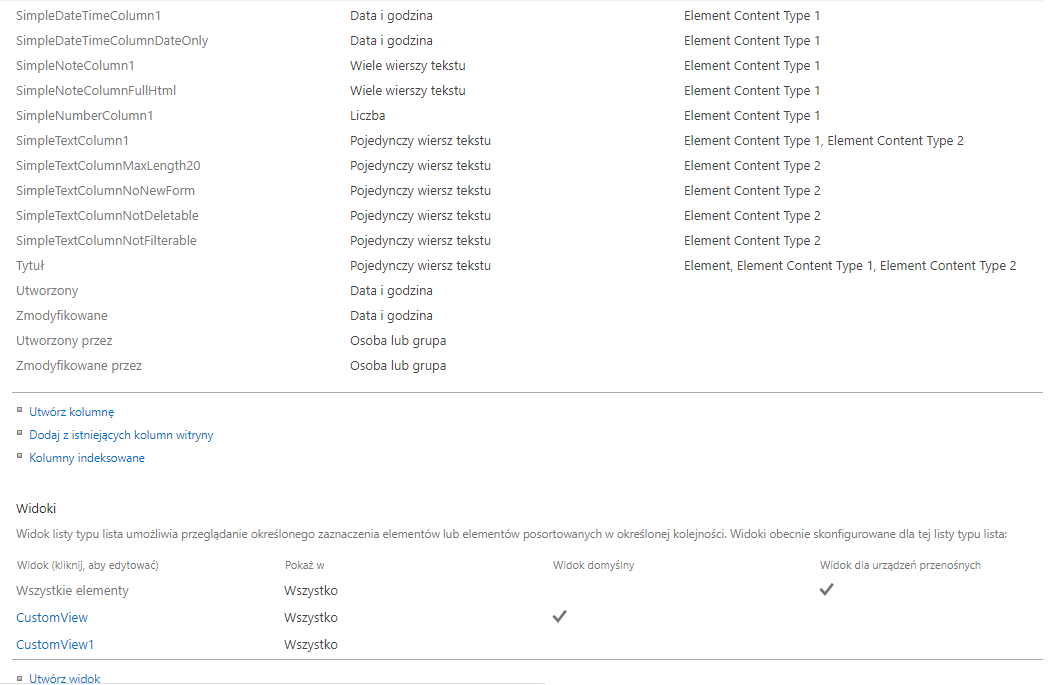 SimpleDateTimeColumn1 Data i godzina Element Content Type 1
SimpleDateTimeColumnDateOnly Data i godzina Element Content Type 1
SimpleNoteColumn1 Wiele wierszy tekstu Element Content Type 1
SimpleNoteColumnFullHtml Wiele wierszy tekstu Element Content Type 1
SimpleNumberColumn1 Liczba Element Content Type 1
SimpleTextColumn1 Pojedynczy wiersz tekstu Element Content Type 1, Element Content Type 2
SimpleTextColumnMaxLength20 Pojedynczy wiersz tekstu Element Content Type 2
SimpleTextColumnNoNewForm Pojedynczy wiersz tekstu Element Content Type 2
SimpleTextColumnNotDeletable Pojedynczy wiersz tekstu Element Content Type 2
SimpleTextColumnNotFilterable Pojedynczy wiersz tekstu Element Content Type 2
Tytuł Pojedynczy wiersz tekstu Element, Element Content Type 1, Element Content Type 2
Utworzony Data i godzina
Zmodyfikowane Data i godzina
Utworzony przez Osoba lub grupa
Zmodyfikowane przez Osoba lub grupa
Utwórz kolumnę
Dodaj z istniejących kolumn witryny
Kolumny indeksowane
Widoki
Widok listy typu lista umożliwia przeglądanie określonego zaznaczenia elementów lub elementów posortowanych w określonej kolejności. Widoki obecnie skonfigurowane dla tej listy typu lista:
Widok (kliknij, aby edytować) Pokaż w Widok domyślny Widok dla urządzeń przenośnych
Wszystkie elementy Wszystko
CustomView Wszystko
CustomView1 Wszystko
Utwórz widok